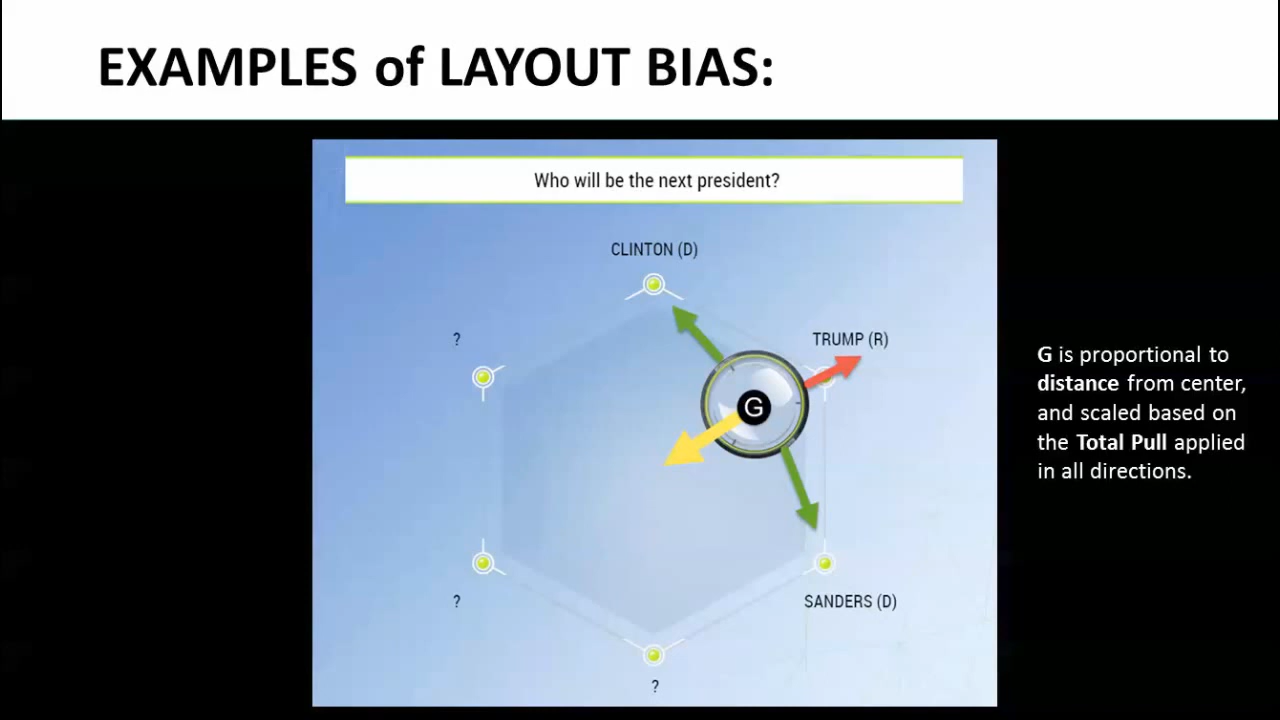 EXAMPLES of LAYOUT BIAS:
Who will be the next president?
CLINTON (D)
?
TRUMP (R)
G
?
SANDERS (D)
?
G is proportional to
distance from center,
and scaled based on
the Total Pull applied
in all directions.